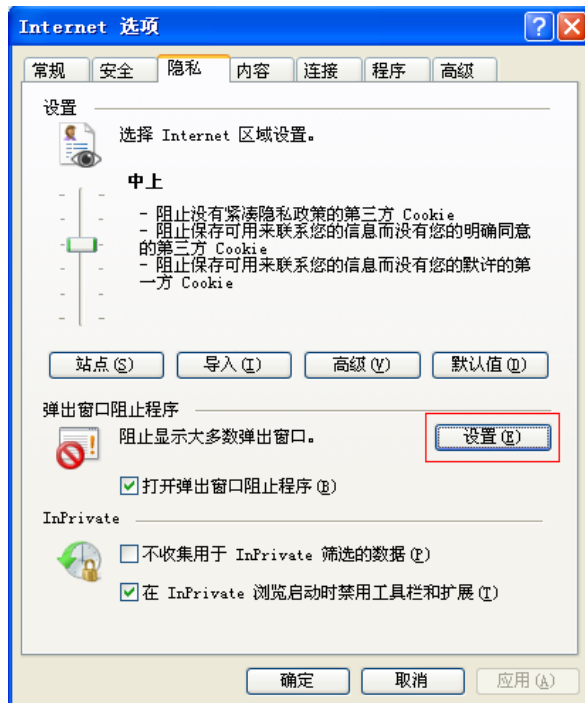 Internet 选项
常规 安全 隐私 内容 连接 程序 高级
设置
选择 Internet 区域设置。
中上
- 阻止没有紧凑隐私政策的第三方 Cookie
- 阻止保存可用来联系您的信息而没有您的明确同意
的第三方 Cookie
- 阻止保存可用来联系您的信息而没有您的默许的第
一方 Cookie
站点(S) 导入(I) 高级(V) 默认值(D)
弹出窗口阻止程序
阻止显示大多数弹出窗口。 设置(E)
打开弹出窗口阻止程序(B)
InPrivate
不收集用于 InPrivate 筛选的数据(P)
在 InPrivate 浏览启动时禁用工具栏和扩展(T)
确定 取消 应用(A)